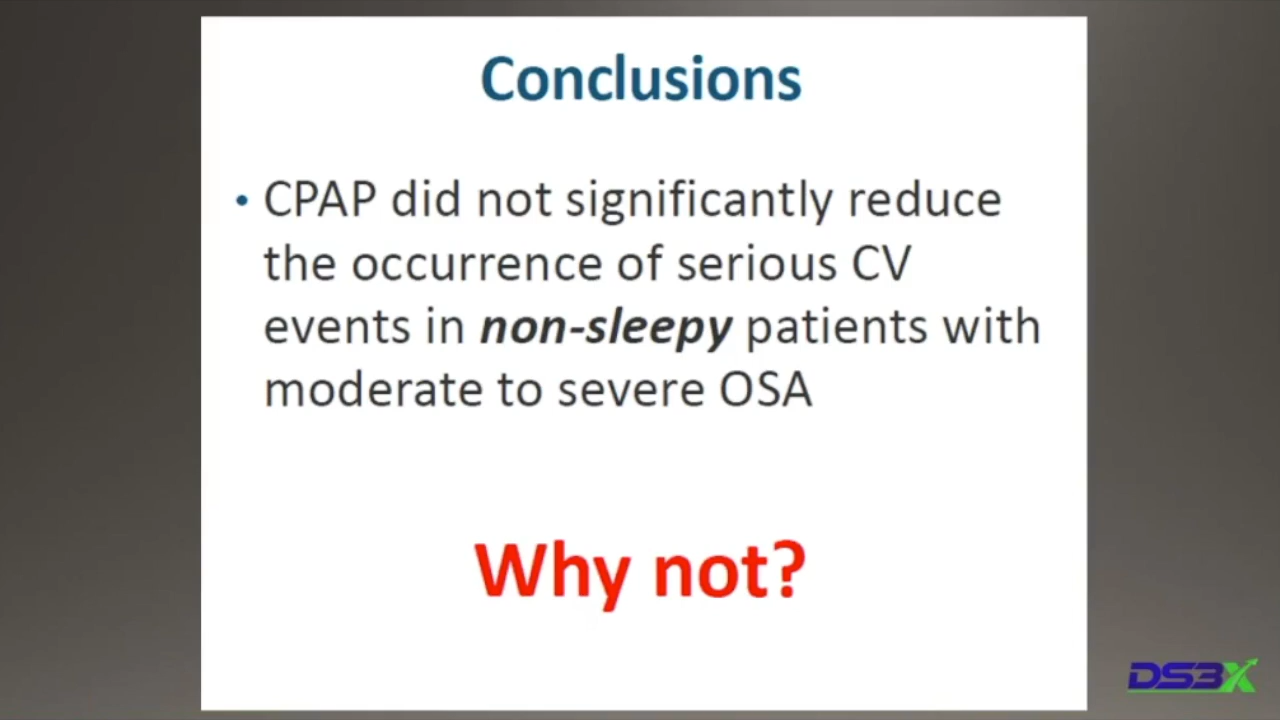 Conclusions
• CPAP did not significantly reduce
the occurrence of serious CV
events in non-sleepy patients with
moderate to severe OSA
Why not?
DS3X